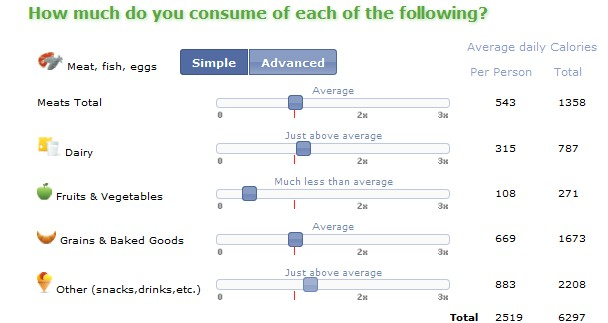 How much do you consume of each of the following?
Average daily Calories
Meat, fish, eggs Simple Advanced Per Person Total
Average
Meats Total 543 1358
0 2x 3x
Just above average
Dairy 315 787
0 2x 3x
Much less than average
Fruits & Vegetables 108 271
0 2x 3x
Average
Grains & Baked Goods 669 1673
0 2x 3x
Just above average
Other (snacks,drinks,etc.) 883 2208
0 2x 3x
Total 2519 6297